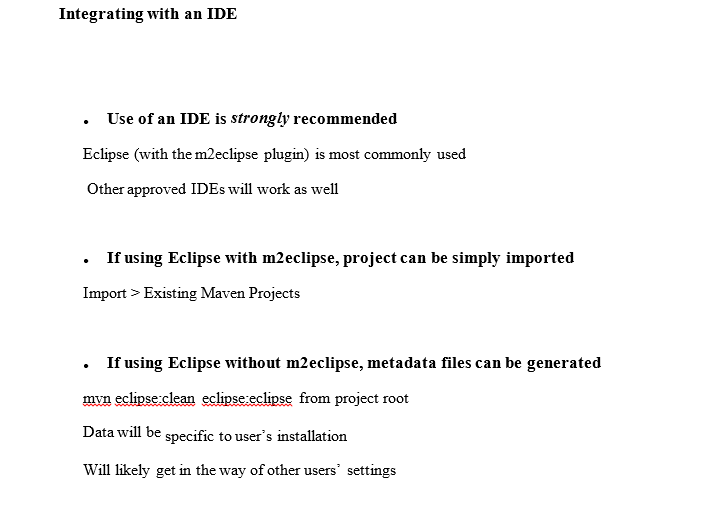 Integrating with an IDE
• Use of an IDE is strongly recommended
Eclipse (with the m2eclipse plugin) is most commonly used
Other approved IDEs will work as well
• If using Eclipse with m2eclipse, project can be simply imported
Import > Existing Maven Projects
• If using Eclipse without m2eclipse, metadata files can be generated
mvn eclipse:clean eclipse:eclipse from project root
Data will be specific to user’s installation
Will likely get in the way of other users’ settings